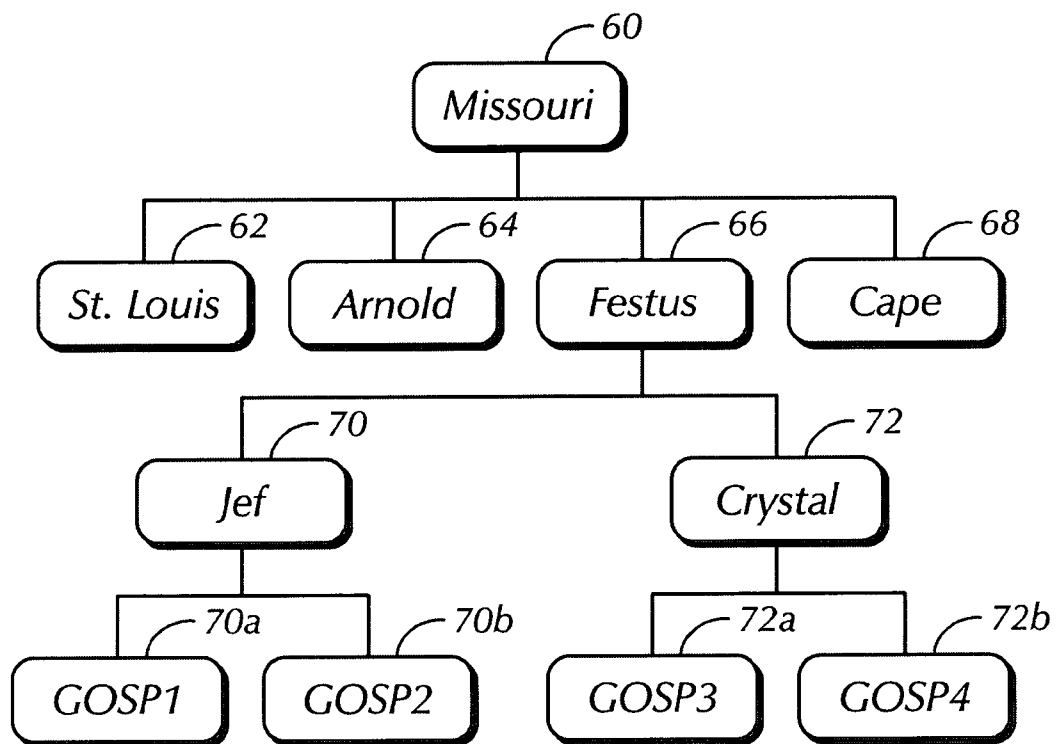 60
Missouri
62 64 66 68
St. Louis Arnold Festus Cape
70 72
Jef Crystal
70a 70b 72a 72b
GOSP1 GOSP2 GOSP3 GOSP4